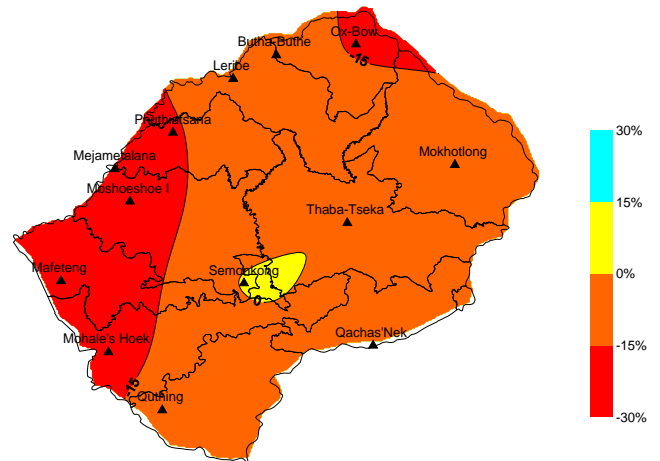 Ox-Bow
Butha-Buthe
-15
Leribe
Phuthiatsana
Mokhotlong
Mejametalana
Moshoeshoe I
Thaba-Tseka
Mafeteng
Semonkong
0
Qachas'Nek
Mohale's Hoek
-15
Quthing
30%
15%
0%
-15%
-30%